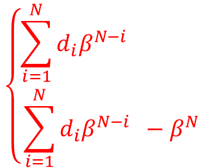 ∑_{i=1}^{N} d_i β^{N−i}
∑_{i=1}^{N} d_i β^{N−i} − β^N